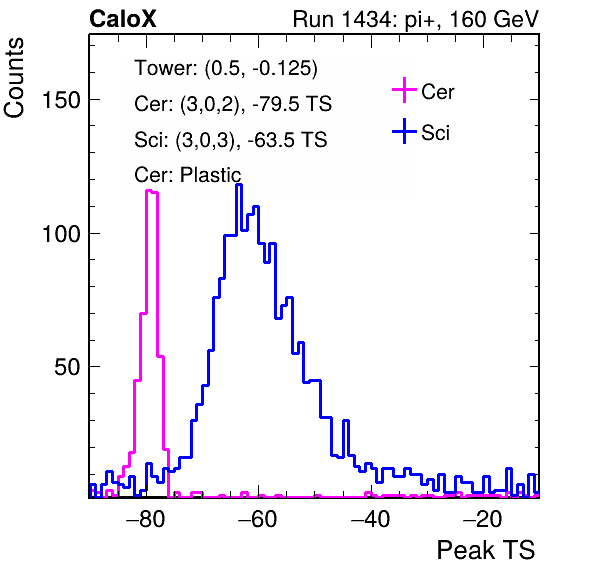 CaloX Run 1434: pi+, 160 GeV
Counts
Tower: (0.5, -0.125)
Cer: (3,0,2), -79.5 TS
Sci: (3,0,3), -63.5 TS
Cer: Plastic
Cer
Sci
150
100
50
−80 −60 −40 −20
Peak TS